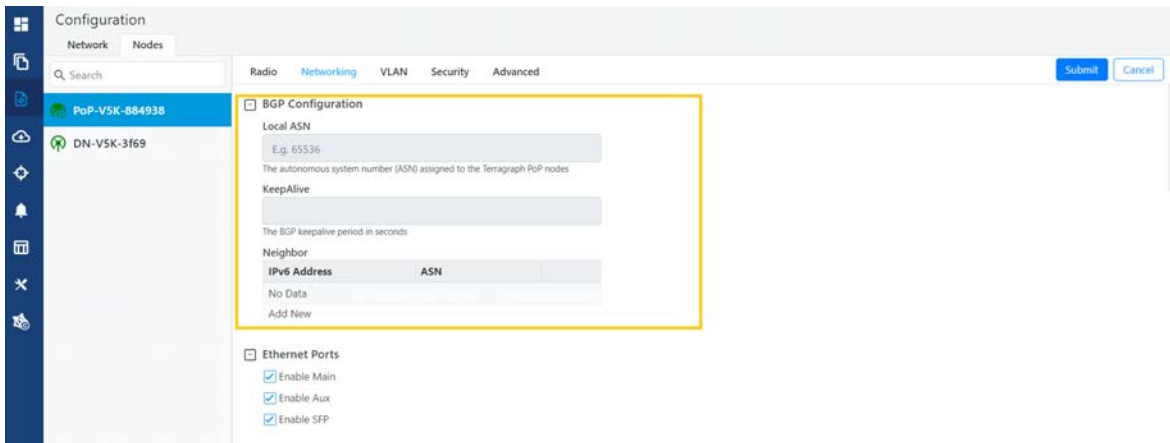 Configuration
Network Nodes
Search
PoP-V5K-884938
DN-V5K-3f69
Radio Networking VLAN Security Advanced
Submit Cancel
BGP Configuration
Local ASN
E.g. 65536
The autonomous system number (ASN) assigned to the Terragraph PoP nodes
KeepAlive
The BGP keepalive period in seconds
Neighbor
IPv6 Address ASN
No Data
Add New
Ethernet Ports
Enable Main
Enable Aux
Enable SFP